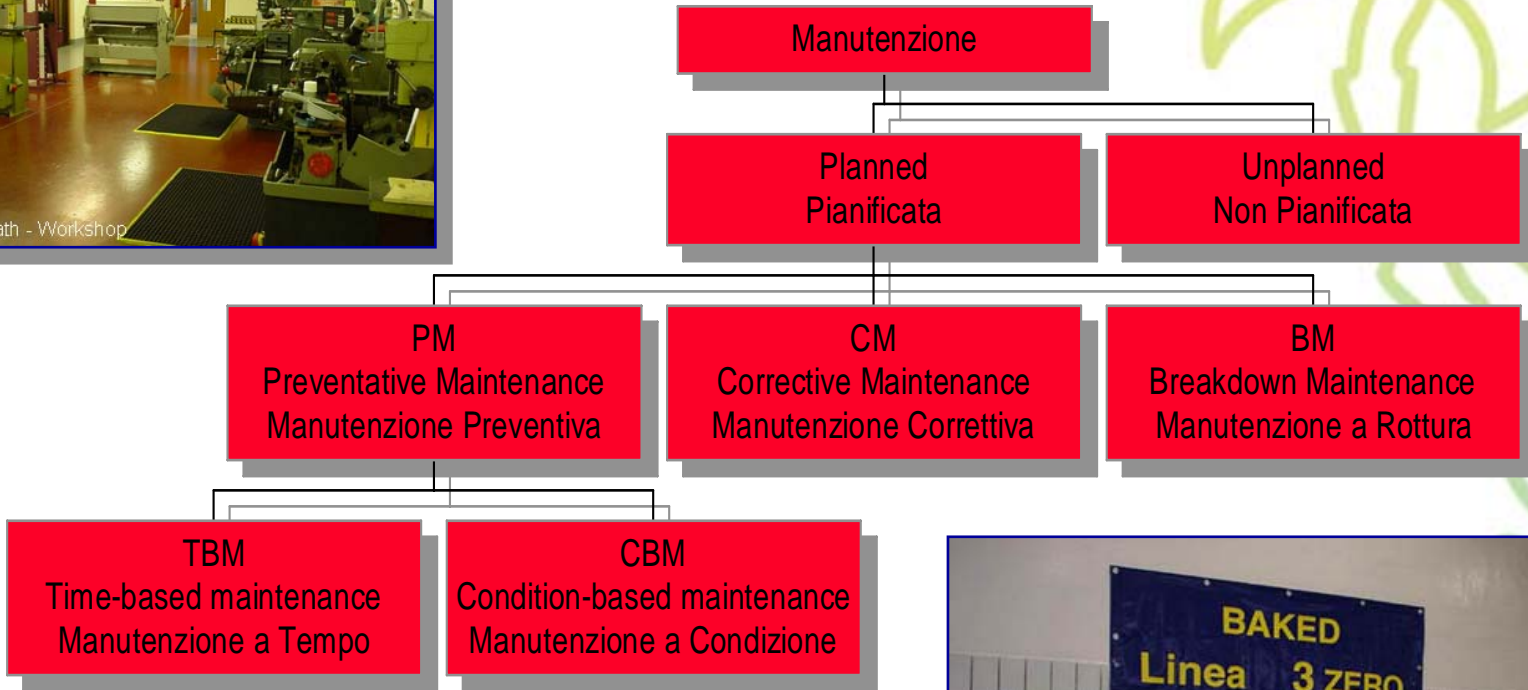 Manutenzione
Planned
Pianificata
Unplanned
Non Pianificata
PM
Preventative Maintenance
Manutenzione Preventiva
CM
Corrective Maintenance
Manutenzione Correttiva
BM
Breakdown Maintenance
Manutenzione a Rottura
TBM
Time-based maintenance
Manutenzione a Tempo
CBM
Condition-based maintenance
Manutenzione a Condizione
- Workshop
BAKED
Linea 3 ZERO